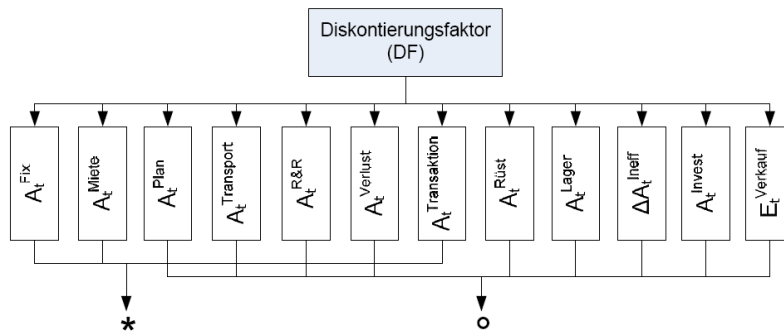 Diskontierungsfaktor
(DF)
A_t^Fix
A_t^Miete
A_t^Plan
A_t^Transport
A_t^R&R
A_t^Verlust
A_t^Transaktion
A_t^Rüst
A_t^Lager
ΔA_t^Ineff
A_t^Invest
E_t^Verkauf
*
°